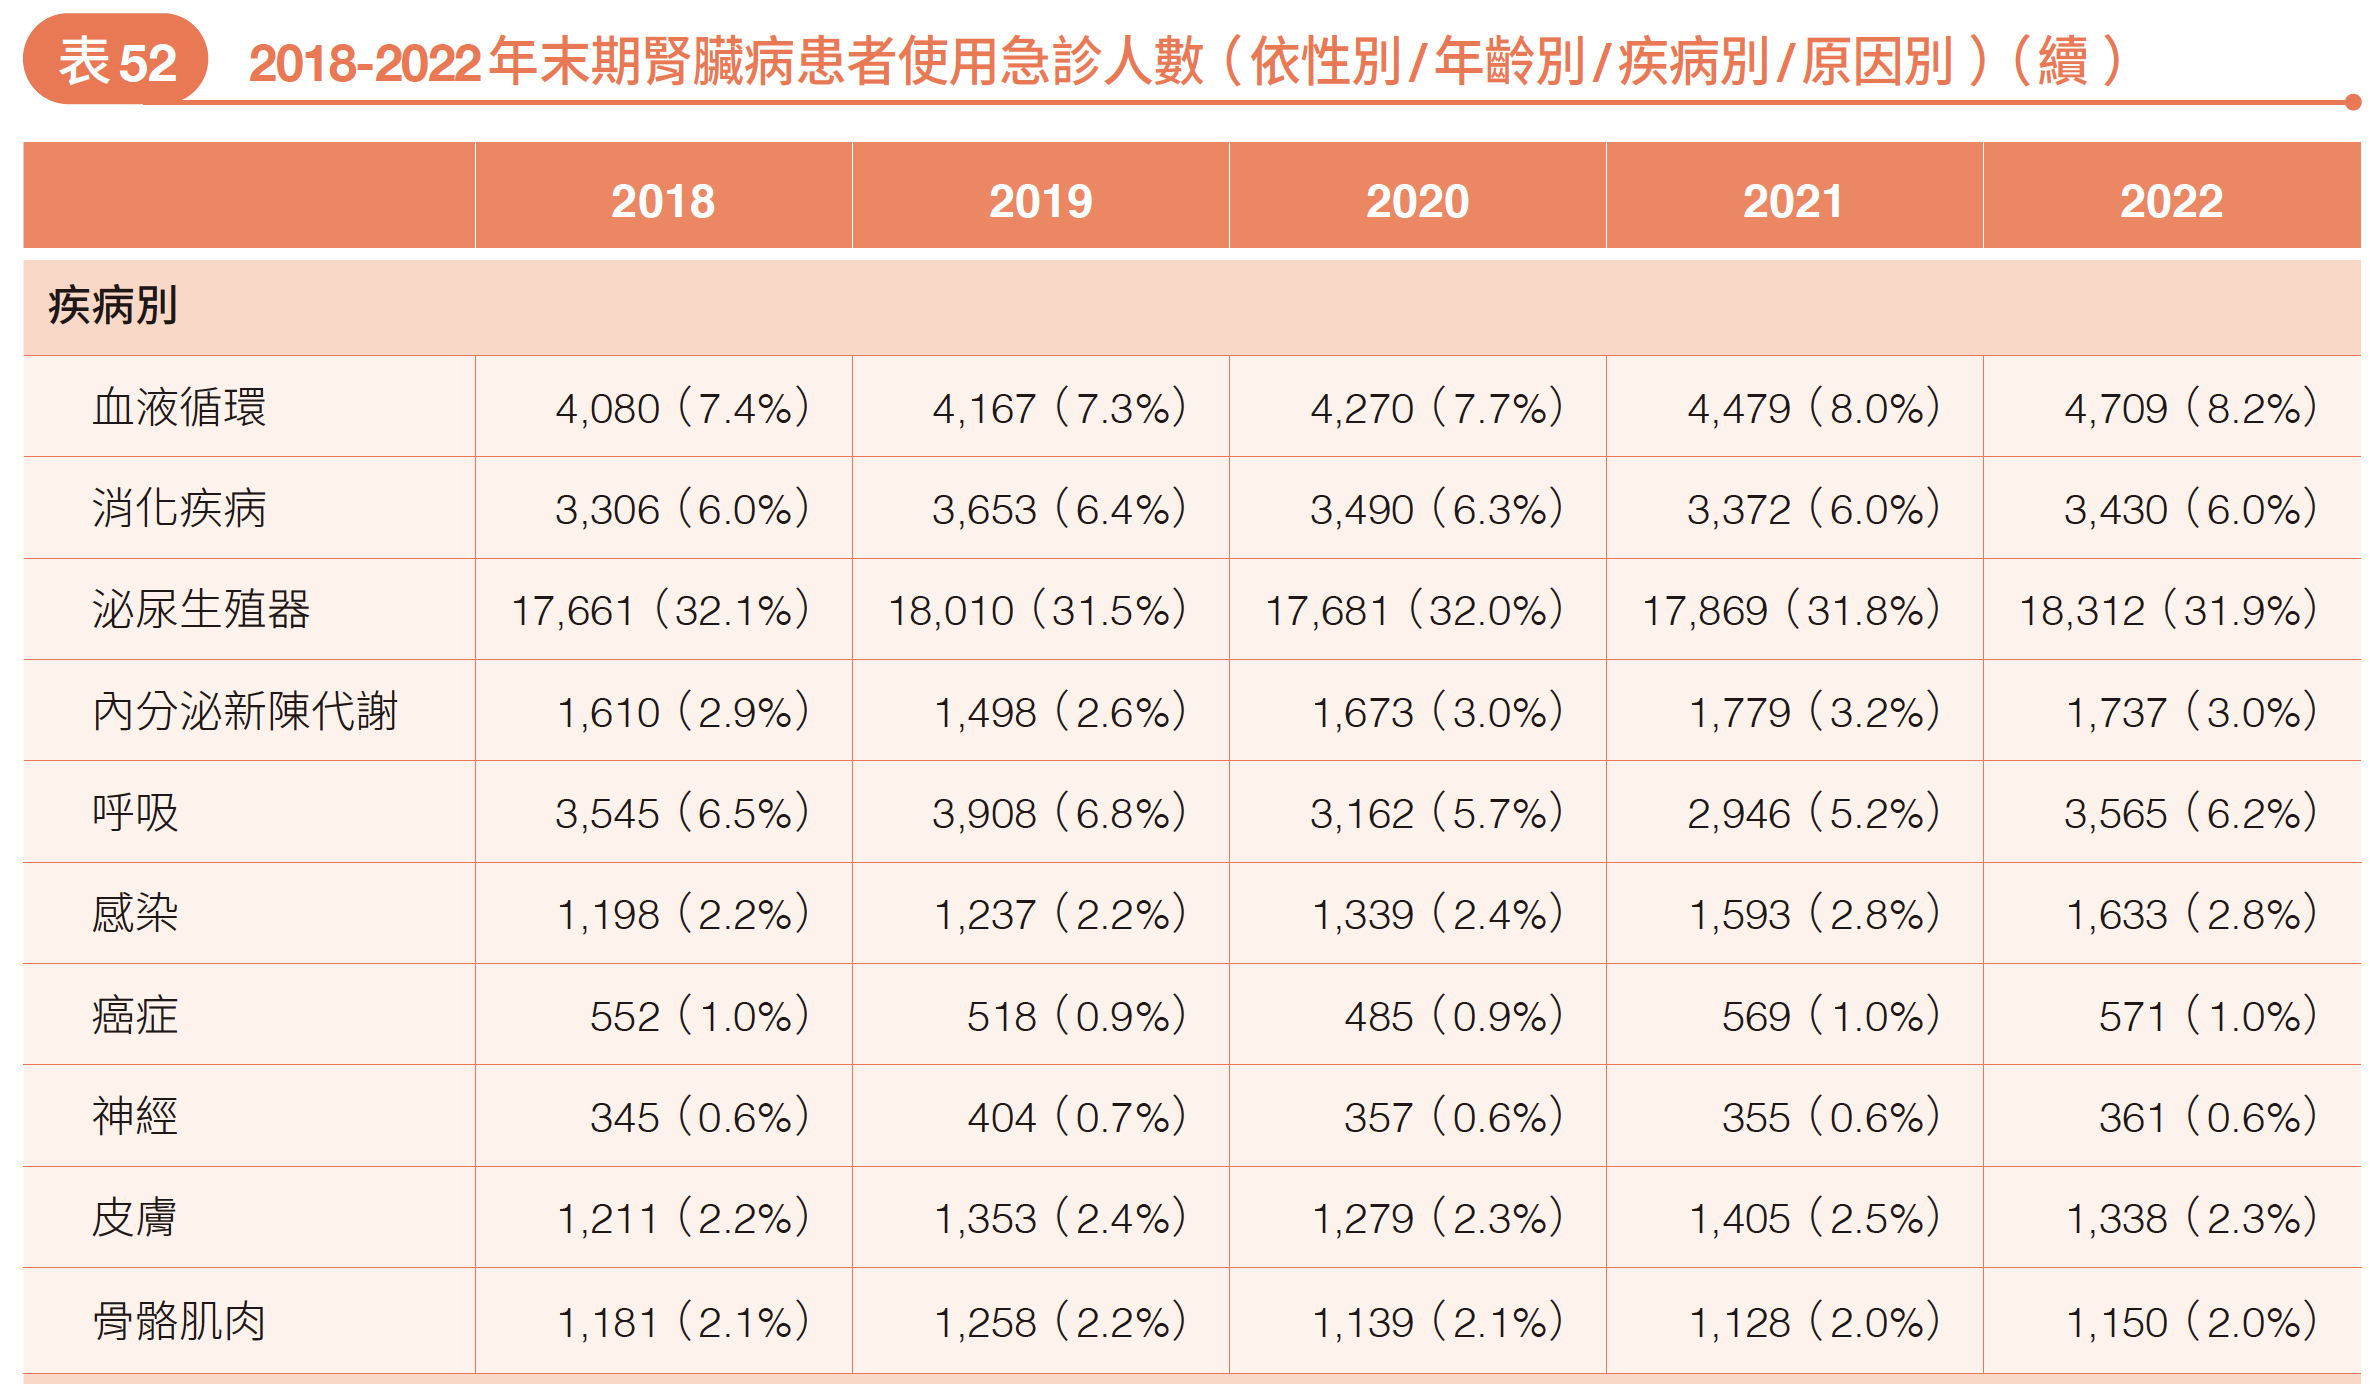 表52 2018-2022年末期腎臟病患者使用急診人數（依性別/年齡別/疾病別/原因別）（續）
2018 2019 2020 2021 2022
疾病別
血液循環 4,080（7.4%） 4,167（7.3%） 4,270（7.7%） 4,479（8.0%） 4,709（8.2%）
消化疾病 3,306（6.0%） 3,653（6.4%） 3,490（6.3%） 3,372（6.0%） 3,430（6.0%）
泌尿生殖器 17,661（32.1%） 18,010（31.5%） 17,681（32.0%） 17,869（31.8%） 18,312（31.9%）
內分泌新陳代謝 1,610（2.9%） 1,498（2.6%） 1,673（3.0%） 1,779（3.2%） 1,737（3.0%）
呼吸 3,545（6.5%） 3,908（6.8%） 3,162（5.7%） 2,946（5.2%） 3,565（6.2%）
感染 1,198（2.2%） 1,237（2.2%） 1,339（2.4%） 1,593（2.8%） 1,633（2.8%）
癌症 552（1.0%） 518（0.9%） 485（0.9%） 569（1.0%） 571（1.0%）
神經 345（0.6%） 404（0.7%） 357（0.6%） 355（0.6%） 361（0.6%）
皮膚 1,211（2.2%） 1,353（2.4%） 1,279（2.3%） 1,405（2.5%） 1,338（2.3%）
骨骼肌肉 1,181（2.1%） 1,258（2.2%） 1,139（2.1%） 1,128（2.0%） 1,150（2.0%）